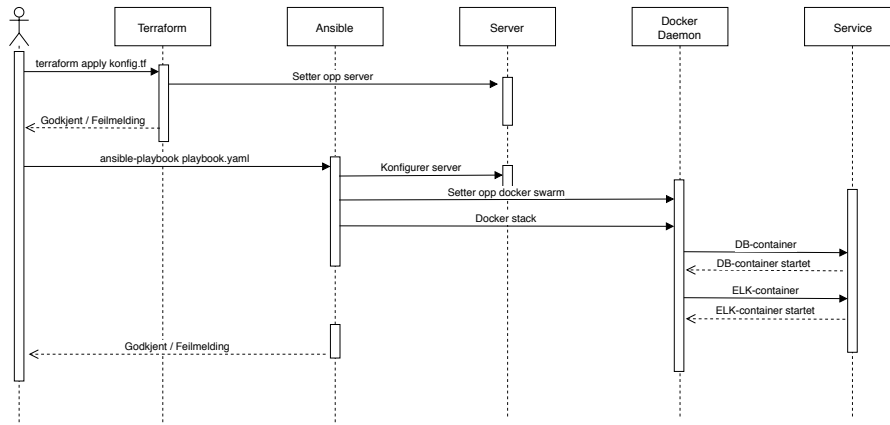 Terraform
Ansible
Server
Docker
Daemon
Service
terraform apply konfig.tf
Setter opp server
Godkjent / Feilmelding
ansible-playbook playbook.yaml
Konfigurer server
Setter opp docker swarm
Docker stack
DB-container
DB-container startet
ELK-container
ELK-container startet
Godkjent / Feilmelding